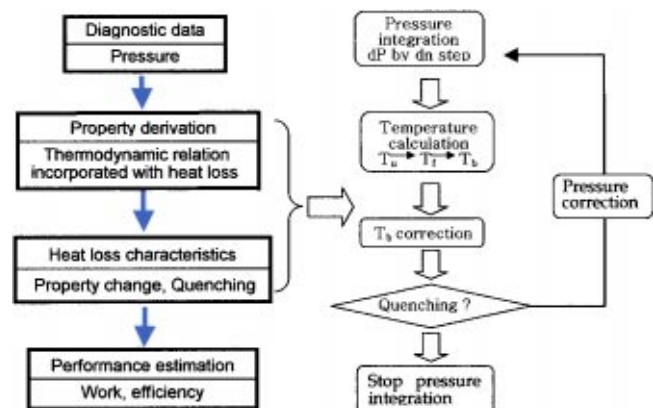 Diagnostic data
Pressure
Property derivation
Thermodynamic relation
incorporated with heat loss
Heat loss characteristics
Property change, Quenching
Performance estimation
Work, efficiency
Pressure
integration
dP by dn step
Temperature
calculation
Tu → Tf → Tb
Tb correction
Quenching ?
Stop pressure
integration
Pressure
correction